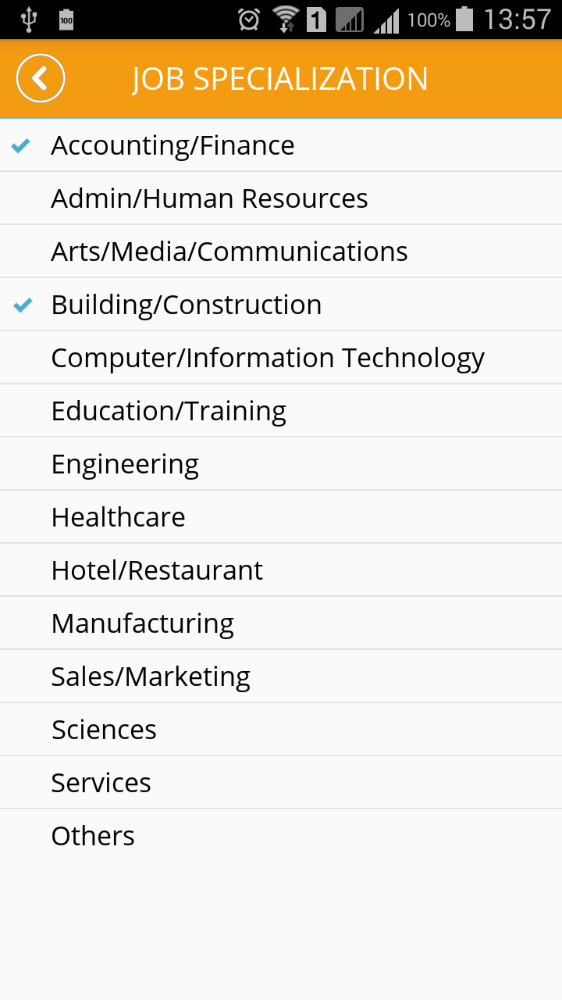 100 1 100% 13:57
JOB SPECIALIZATION
Accounting/Finance
Admin/Human Resources
Arts/Media/Communications
Building/Construction
Computer/Information Technology
Education/Training
Engineering
Healthcare
Hotel/Restaurant
Manufacturing
Sales/Marketing
Sciences
Services
Others